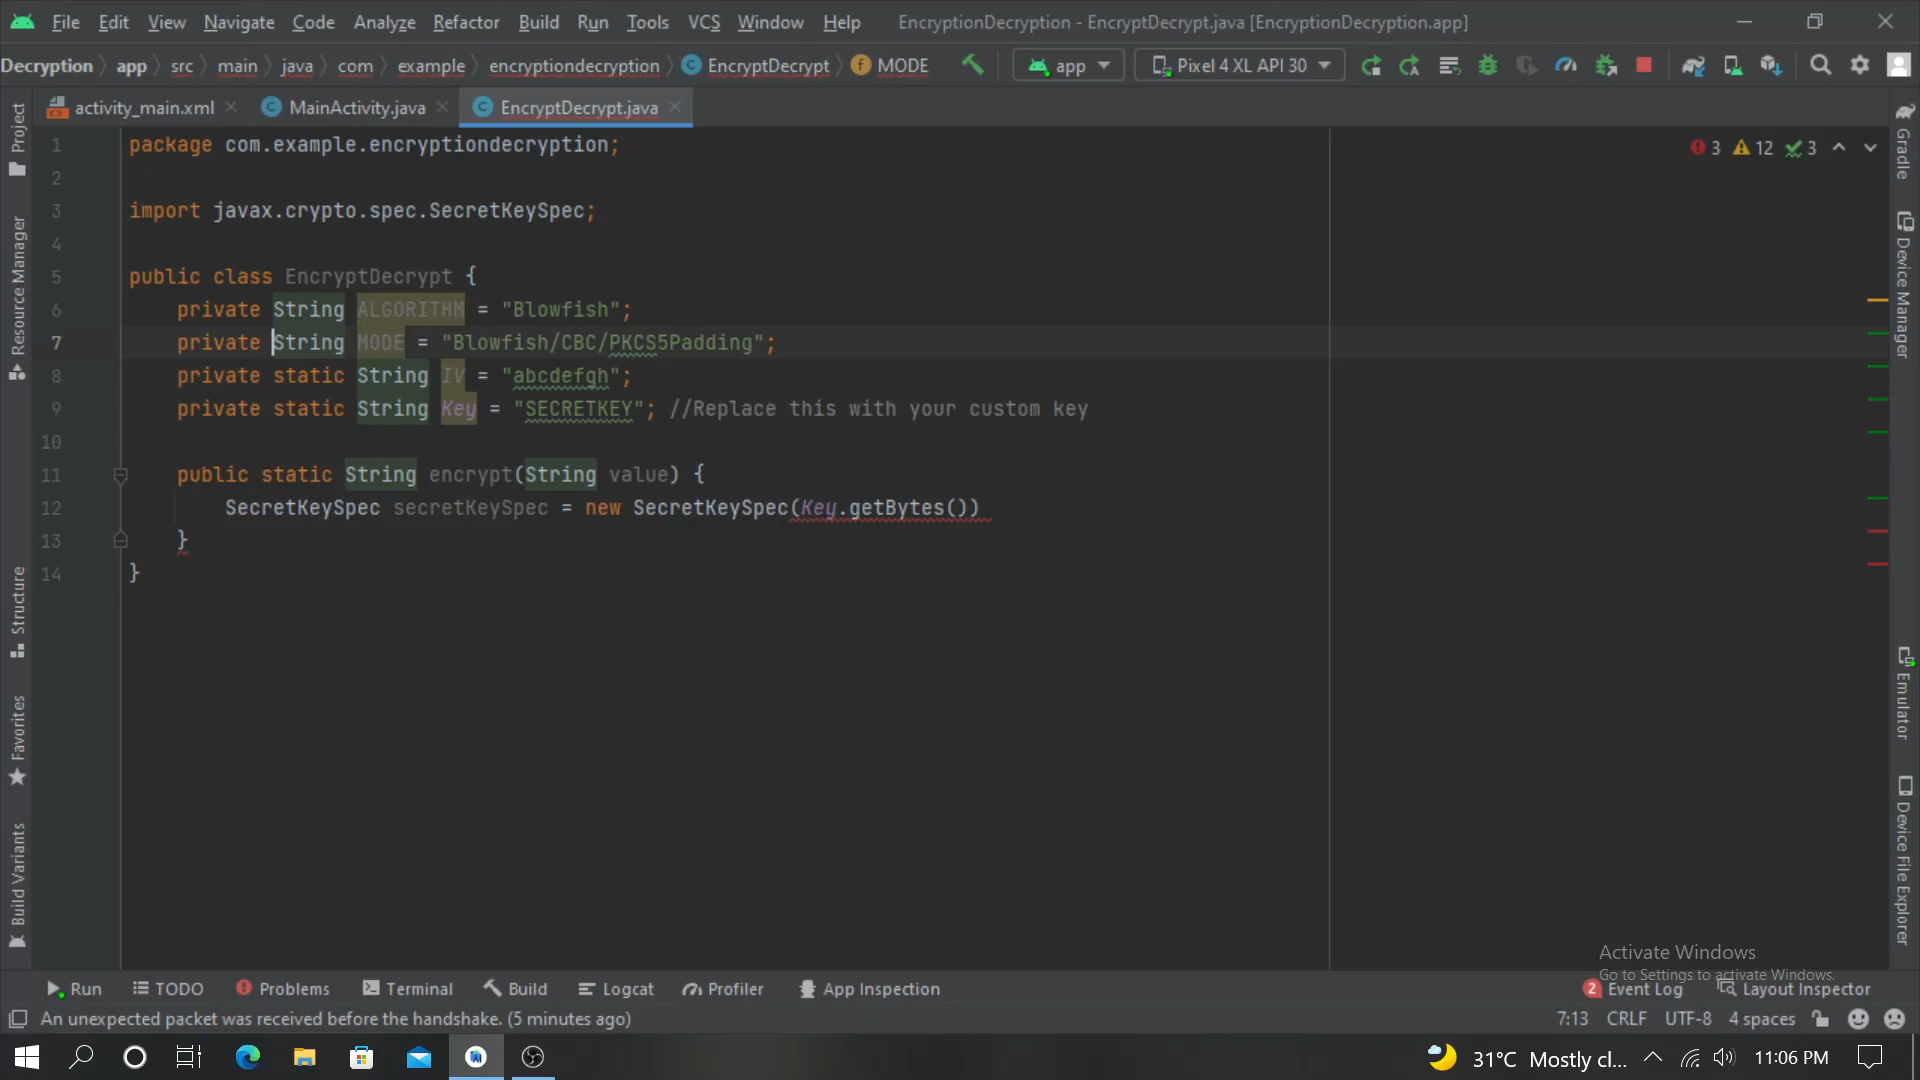 File Edit View Navigate Code Analyze Refactor Build Run Tools VCS Window Help EncryptionDecryption - EncryptDecrypt.java [EncryptionDecryption.app]
Decryption app src main java com example encryptiondecryption EncryptDecrypt MODE app Pixel 4 XL API 30
activity_main.xml MainActivity.java EncryptDecrypt.java
3 12 3
1 package com.example.encryptiondecryption;
2
3 import javax.crypto.spec.SecretKeySpec;
4
5 public class EncryptDecrypt {
6 private String ALGORITHM = "Blowfish";
7 private String MODE = "Blowfish/CBC/PKCS5Padding";
8 private static String IV = "abcdefgh";
9 private static String Key = "SECRETKEY"; //Replace this with your custom key
10
11 public static String encrypt(String value) {
12 SecretKeySpec secretKeySpec = new SecretKeySpec(Key.getBytes())
13 }
14 }
Project
Resource Manager
Structure
Favorites
Build Variants
Gradle
Device Manager
Emulator
Device File Explorer
Activate Windows
Go to Settings to activate Windows.
Run TODO Problems Terminal Build Logcat Profiler App Inspection 2 Event Log Layout Inspector
An unexpected packet was received before the handshake. (5 minutes ago) 7:13 CRLF UTF-8 4 spaces
31°C Mostly cl... 11:06 PM